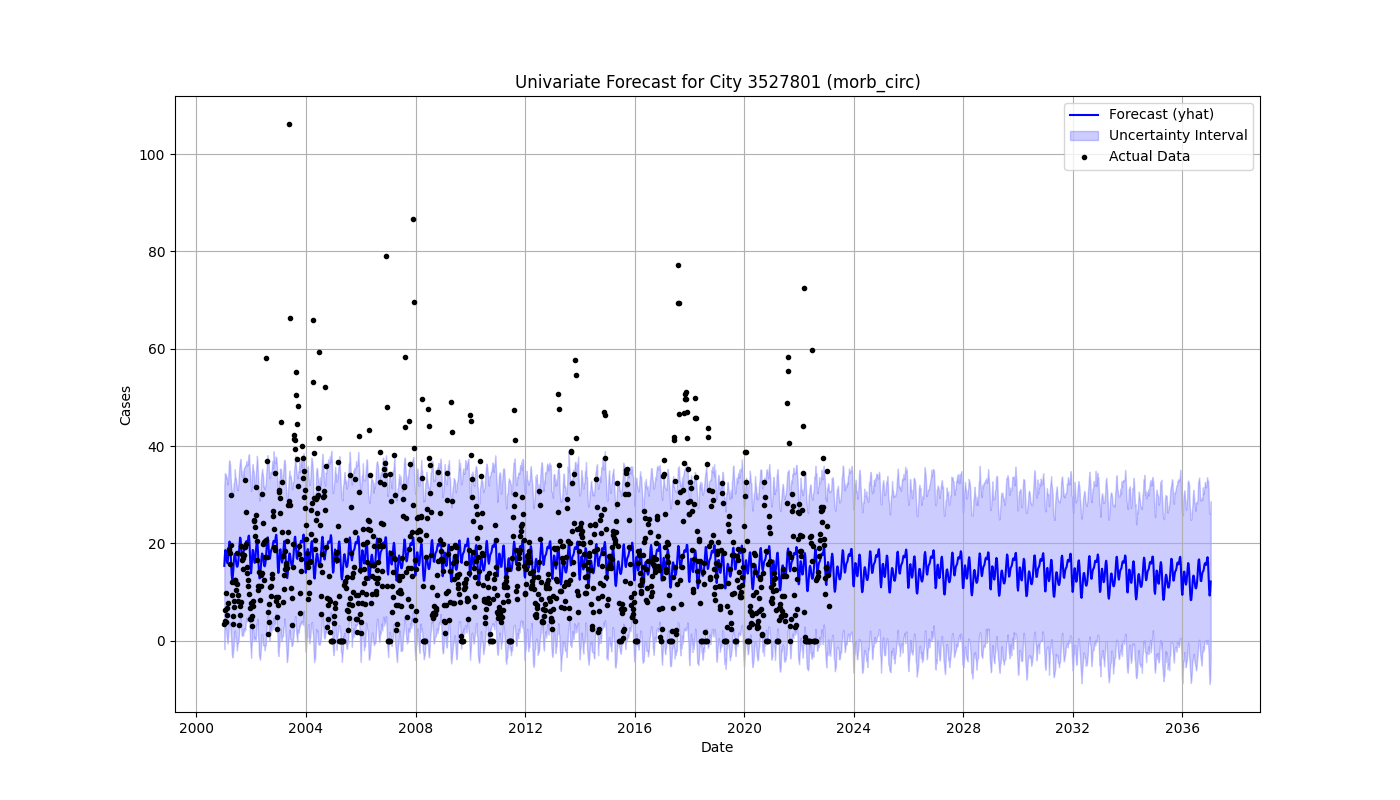 Univariate Forecast for City 3527801 (morb_circ)
Forecast (yhat)
Uncertainty Interval
Actual Data
100
80
60
40
20
0
Cases
2000 2004 2008 2012 2016 2020 2024 2028 2032 2036
Date